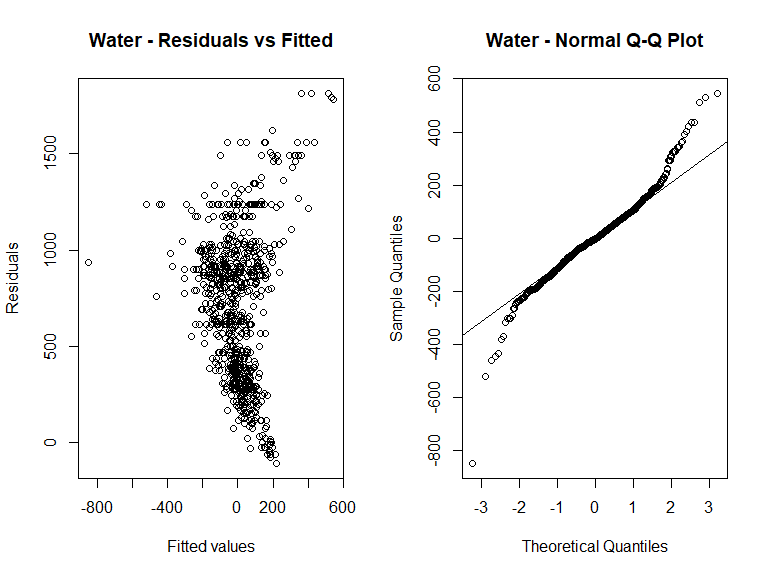 Water - Residuals vs Fitted
Residuals
0 500 1000 1500
-800 -400 0 200 600
Fitted values
Water - Normal Q-Q Plot
Sample Quantiles
-800 -600 -400 -200 0 200 400 600
-3 -2 -1 0 1 2 3
Theoretical Quantiles